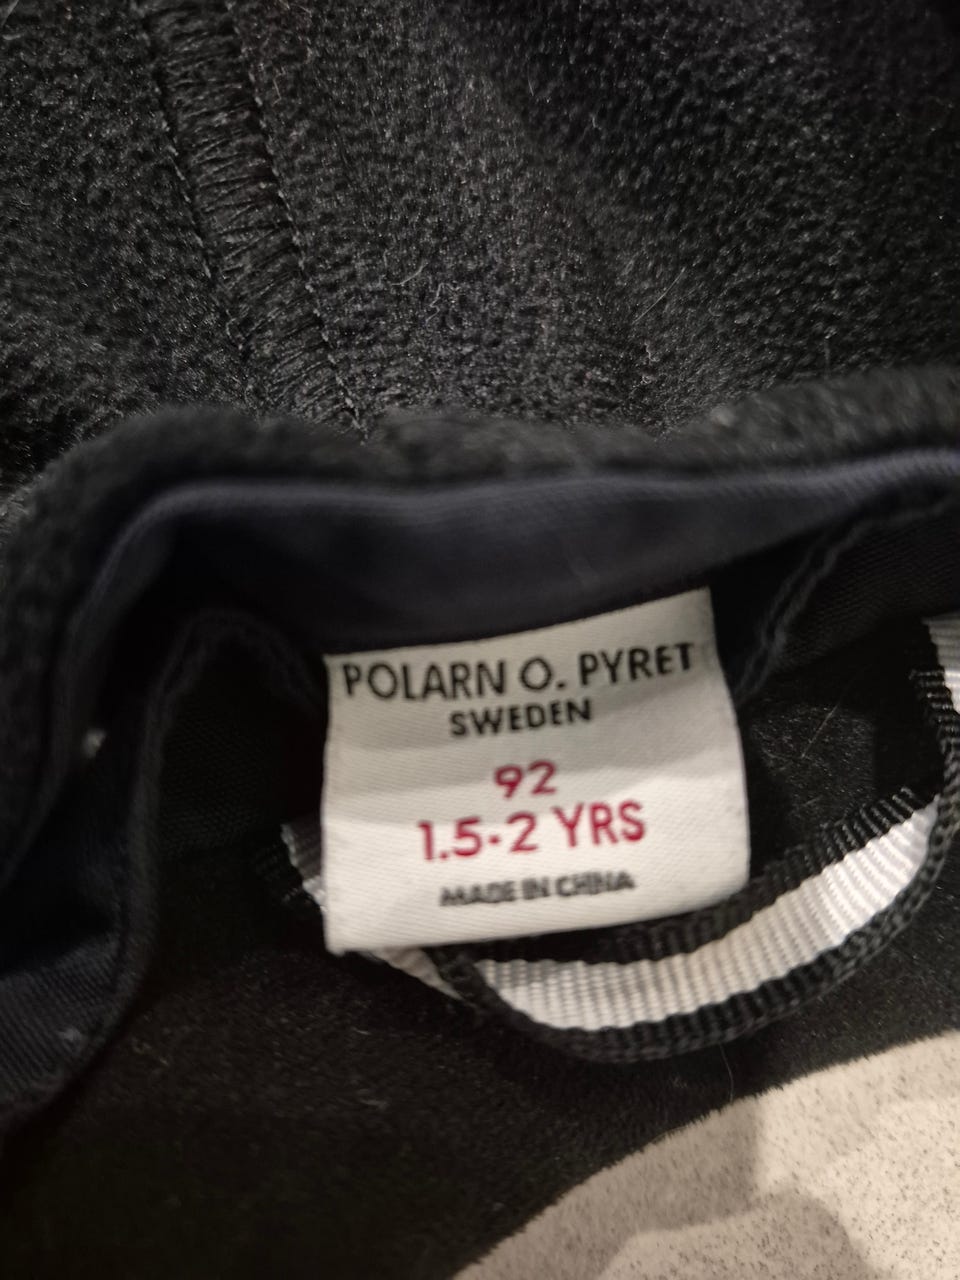 POLARN O. PYRET
SWEDEN
92
1.5-2 YRS
MADE IN CHINA